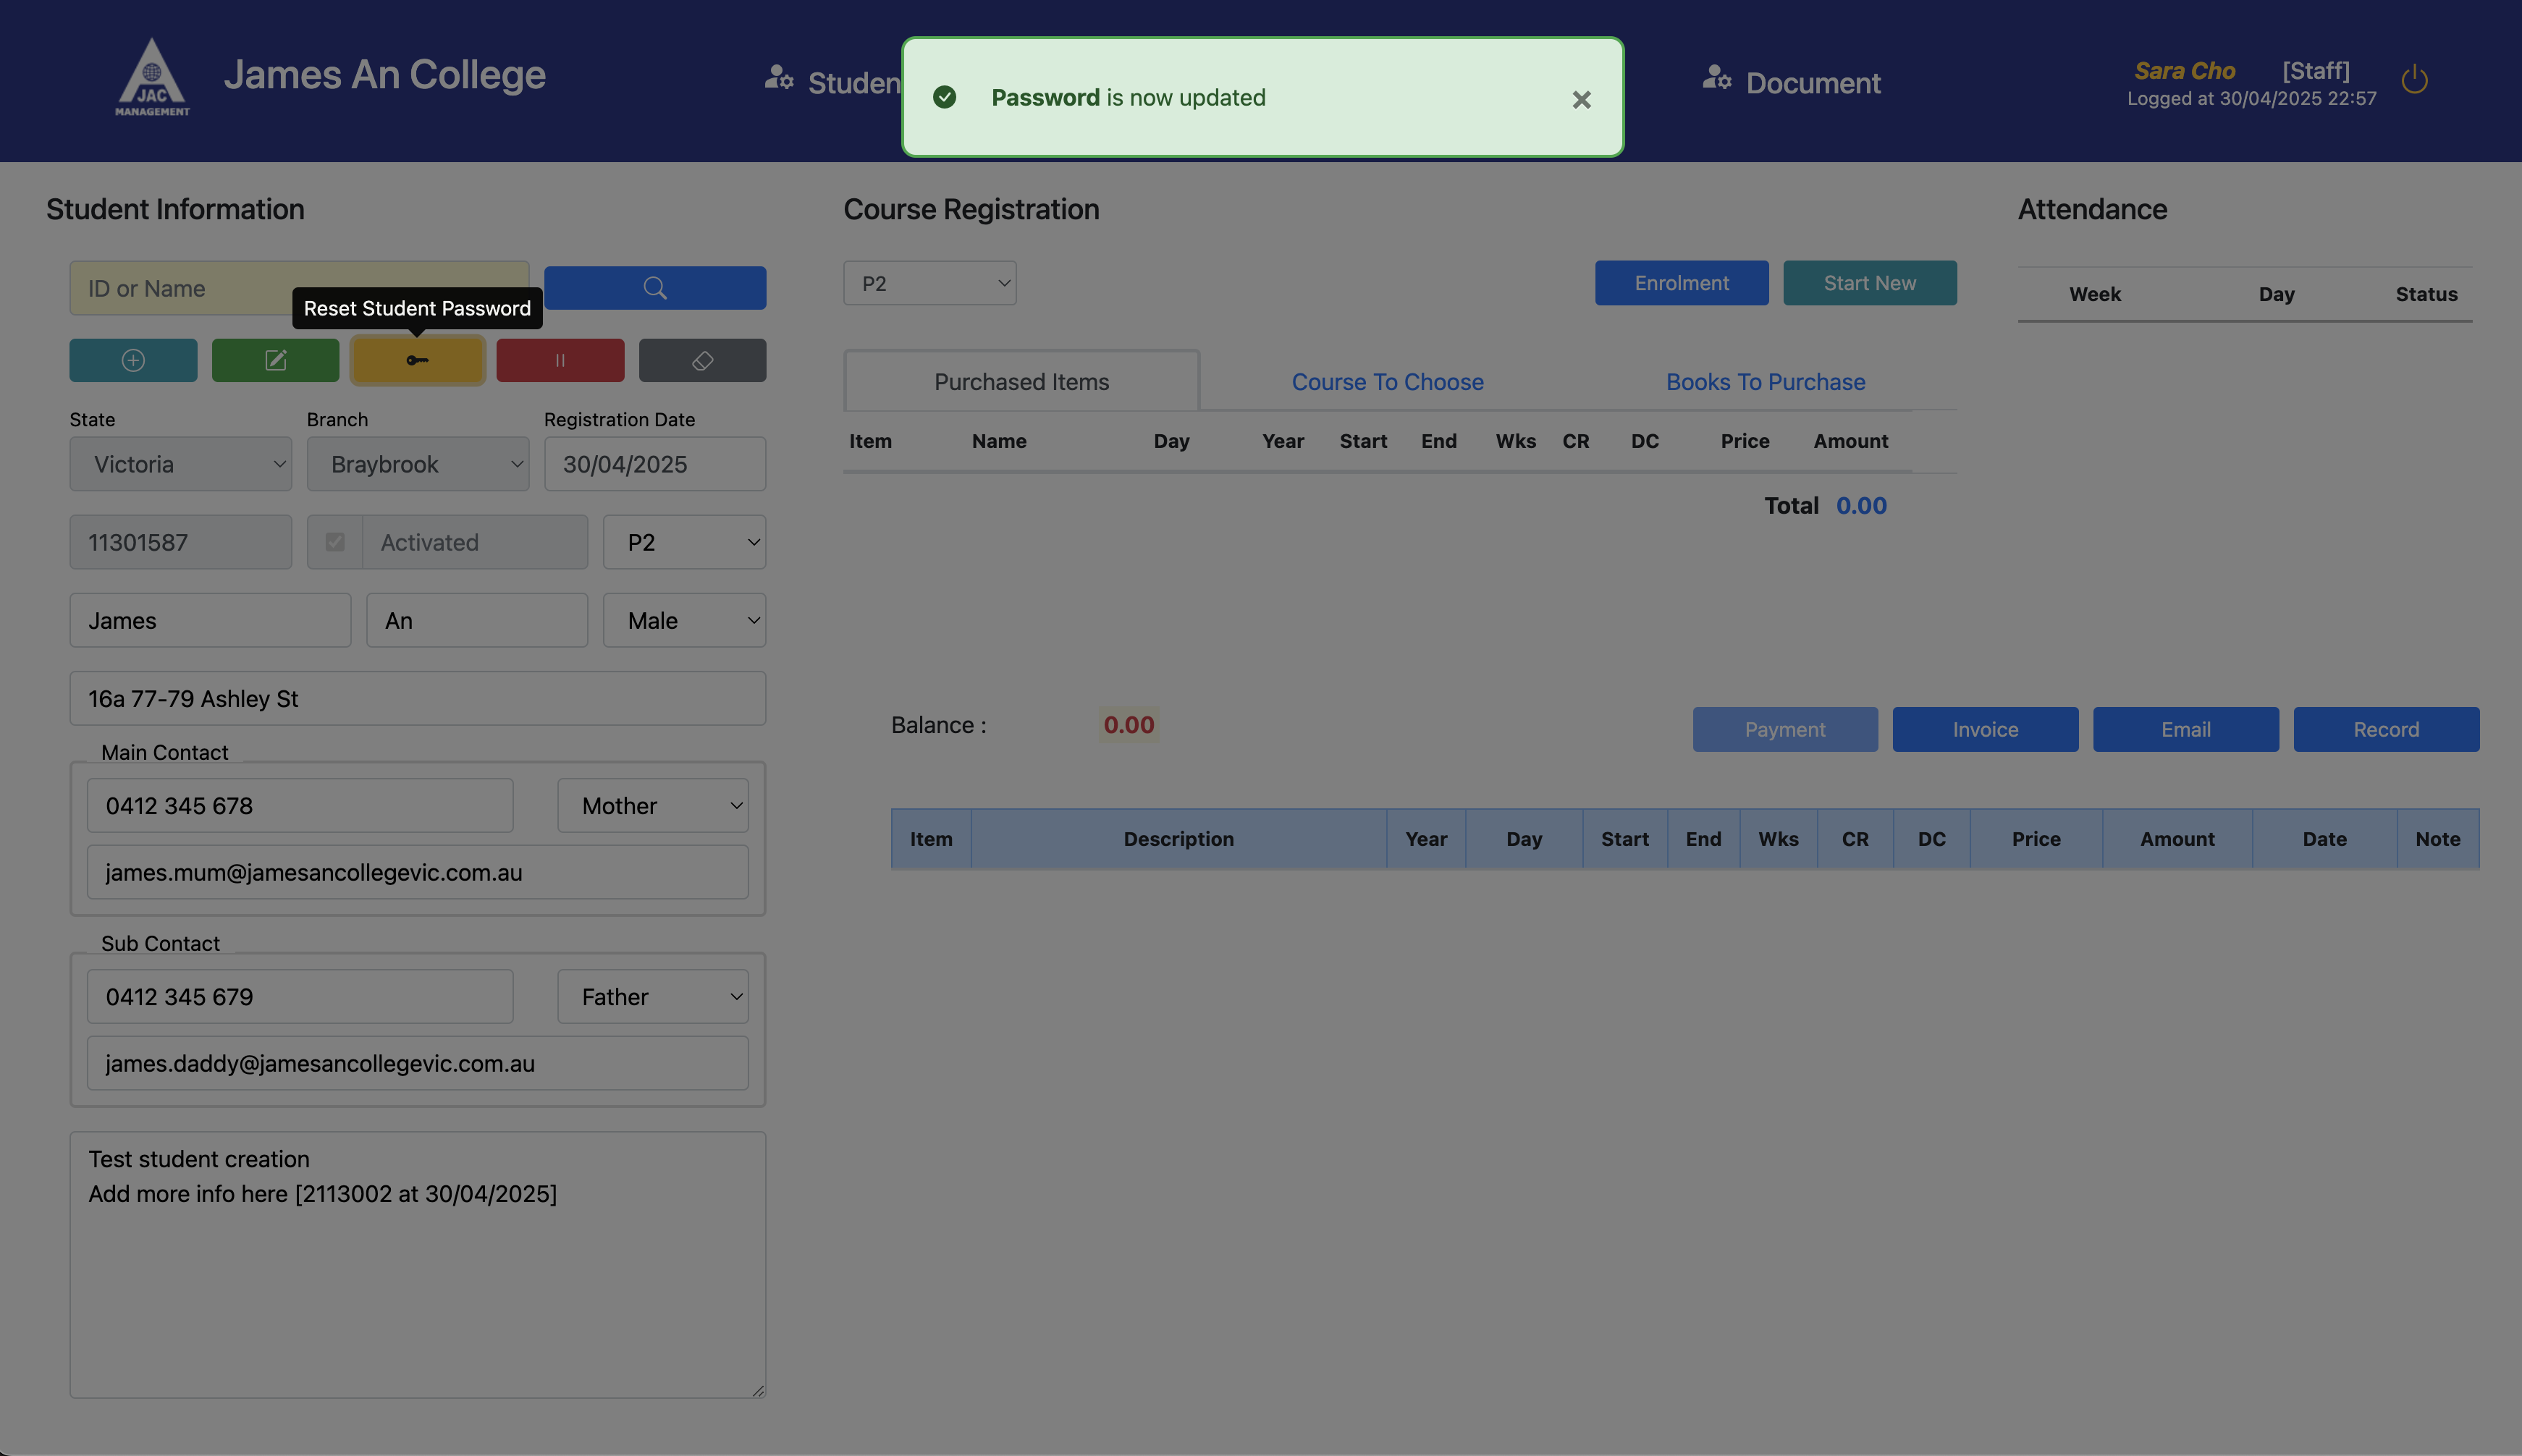 JAC
MANAGEMENT
James An College
Studen
Password is now updated
Document
Sara Cho [Staff]
Logged at 30/04/2025 22:57
Student Information
ID or Name
Reset Student Password
State Branch Registration Date
Victoria Braybrook 30/04/2025
11301587 Activated P2
James An Male
16a 77-79 Ashley St
Main Contact
0412 345 678 Mother
james.mum@jamesancollegevic.com.au
Sub Contact
0412 345 679 Father
james.daddy@jamesancollegevic.com.au
Test student creation
Add more info here [2113002 at 30/04/2025]
Course Registration
P2 Enrolment Start New
Purchased Items Course To Choose Books To Purchase
Item Name Day Year Start End Wks CR DC Price Amount
Total 0.00
Attendance
Week Day Status
Balance : 0.00 Payment Invoice Email Record
Item Description Year Day Start End Wks CR DC Price Amount Date Note